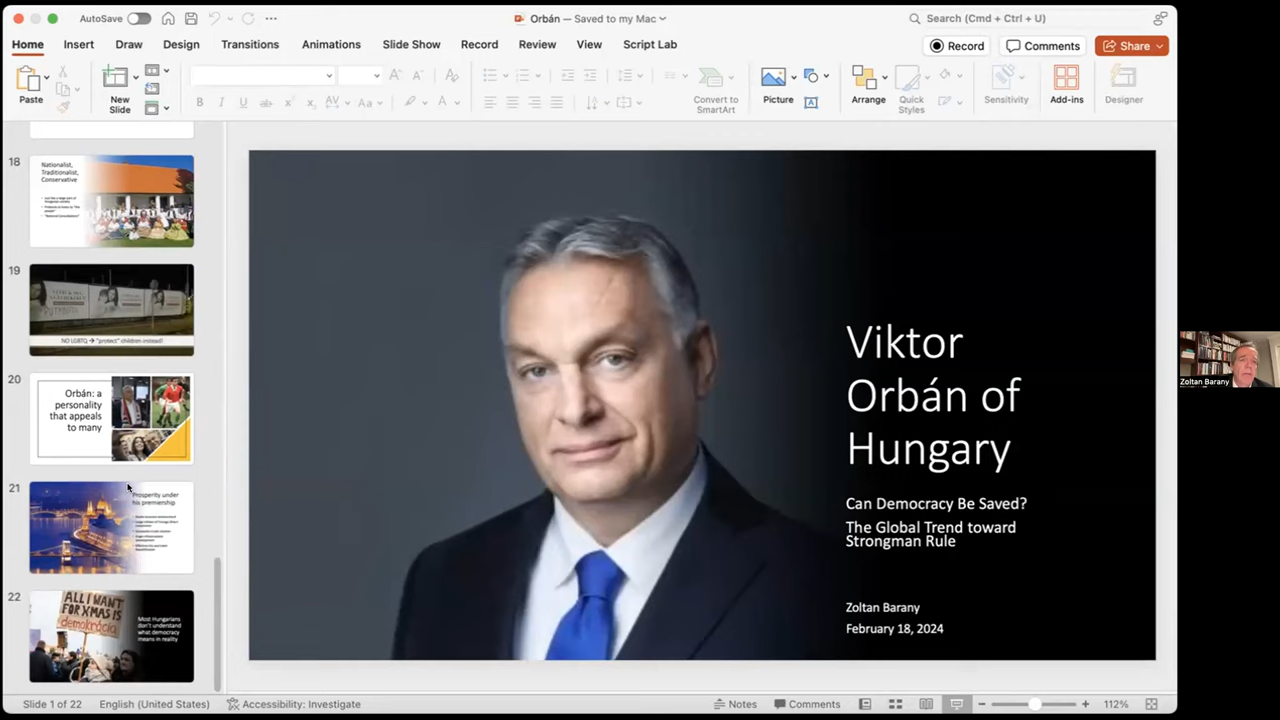 AutoSave
Orbán — Saved to my Mac
Search (Cmd + Ctrl + U)
Home Insert Draw Design Transitions Animations Slide Show Record Review View Script Lab
Record Comments Share
Paste
New
Slide
Convert to
SmartArt
Picture
Arrange
Quick
Styles
Sensitivity
Add-ins
Designer
18
Nationalist,
Traditionalist,
Conservative
19
NO LGBTQ → "protect" children instead!
20
Orbán: a
personality
that appeals
to many
21
Prosperity under
his premiership
22
ALL I WANT
FOR XMAS IS
demokrácia
Most Hungarians
don't understand
what democracy
means in reality
Viktor
Orbán of
Hungary
Can Democracy Be Saved?
The Global Trend toward
Strongman Rule
Zoltan Barany
February 18, 2024
Zoltan Barany
Slide 1 of 22 English (United States) Accessibility: Investigate Notes Comments 112%